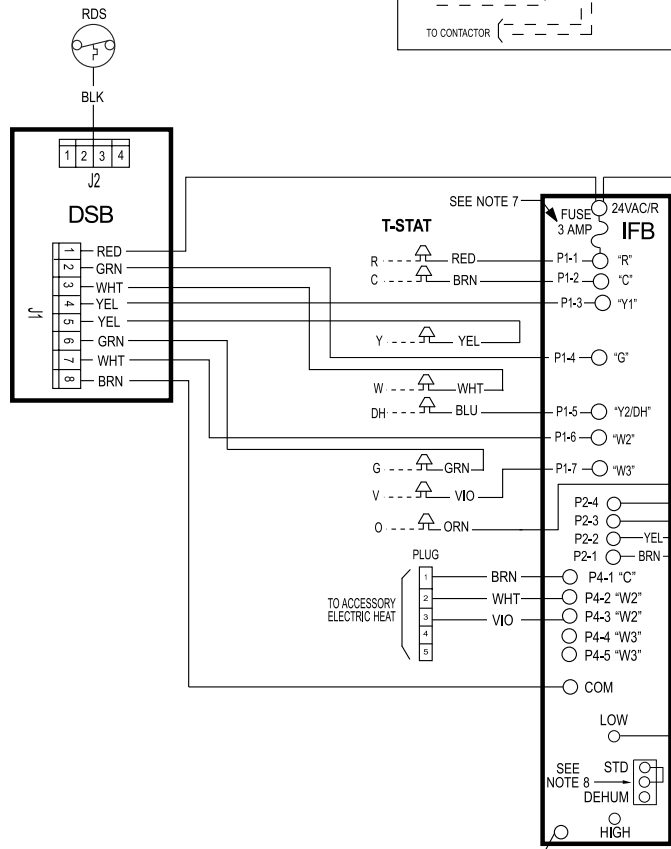 RDS
TO CONTACTOR
BLK
1 2 3 4
J2
DSB
J1
1 RED
2 GRN
3 WHT
4 YEL
5 YEL
6 GRN
7 WHT
8 BRN
SEE NOTE 7
FUSE
3 AMP
24VAC/R
IFB
T-STAT
R RED P1-1 "R"
C BRN P1-2 "C"
P1-3 "Y1"
Y YEL
P1-4 "G"
W WHT
DH BLU P1-5 "Y2/DH"
P1-6 "W2"
G GRN
P1-7 "W3"
V VIO
O ORN
P2-4
P2-3
P2-2 YEL
P2-1 BRN
PLUG
TO ACCESSORY
ELECTRIC HEAT
1 BRN P4-1 "C"
2 WHT P4-2 "W2"
3 VIO P4-3 "W2"
4 P4-4 "W3"
5 P4-5 "W3"
COM
LOW
SEE
NOTE 8
STD
DEHUM
HIGH